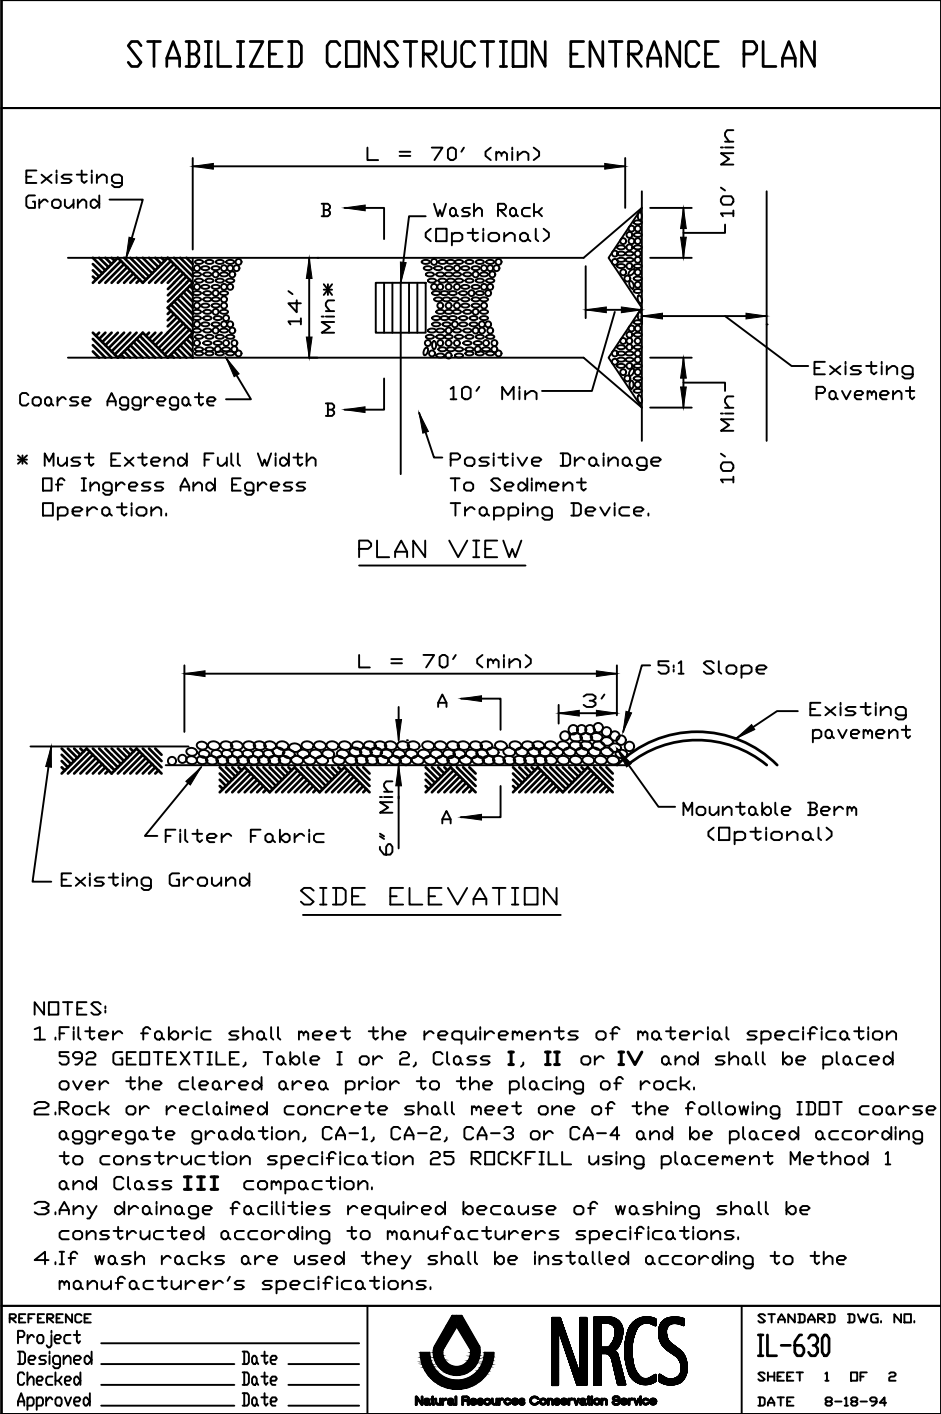 STABILIZED CONSTRUCTION ENTRANCE PLAN
L = 70' (min)
10' Min
Existing
Ground
B
Wash Rack
(Optional)
14'
Min*
10' Min
Existing
Pavement
Coarse Aggregate
B
10' Min
* Must Extend Full Width
Of Ingress And Egress
Operation.
Positive Drainage
To Sediment
Trapping Device.
PLAN VIEW
L = 70' (min)
5:1 Slope
A
3'
Existing
pavement
6" Min
Mountable Berm
(Optional)
A
Filter Fabric
Existing Ground
SIDE ELEVATION
NOTES:
1.Filter fabric shall meet the requirements of material specification
592 GEOTEXTILE, Table I or 2, Class I, II or IV and shall be placed
over the cleared area prior to the placing of rock.
2.Rock or reclaimed concrete shall meet one of the following IDOT coarse
aggregate gradation, CA-1, CA-2, CA-3 or CA-4 and be placed according
to construction specification 25 ROCKFILL using placement Method 1
and Class III compaction.
3.Any drainage facilities required because of washing shall be
constructed according to manufacturers specifications.
4.If wash racks are used they shall be installed according to the
manufacturer's specifications.
REFERENCE
Project
Designed Date
Checked Date
Approved Date
NRCS
Natural Resources Conservation Service
STANDARD DWG. NO.
IL-630
SHEET 1 OF 2
DATE 8-18-94